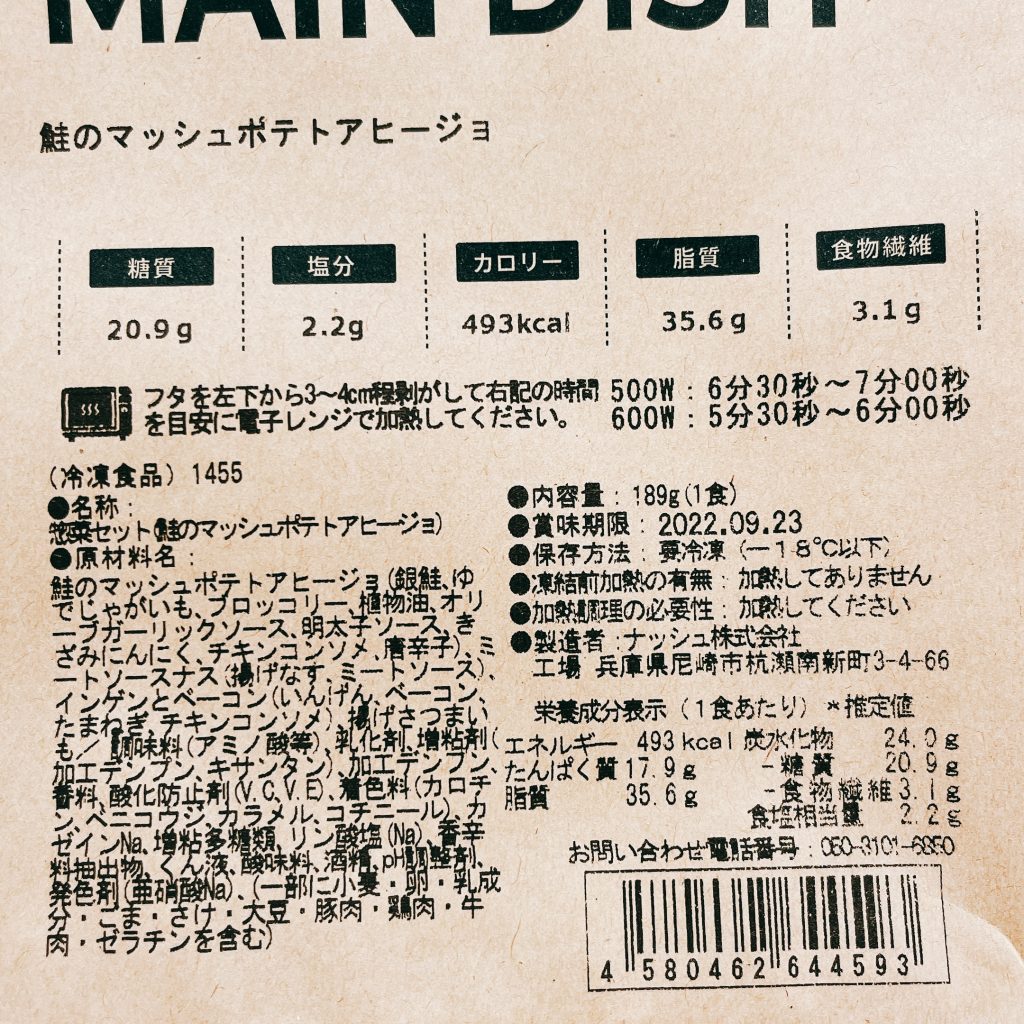 MAIN DISH
鮭のマッシュポテトアヒージョ
糖質 塩分 カロリー 脂質 食物繊維
20.9g 2.2g 493kcal 35.6g 3.1g
フタを左下から3〜4cm程剥がして右記の時間
を目安に電子レンジで加熱してください。
500W：6分30秒〜7分00秒
600W：5分30秒〜6分00秒
(冷凍食品) 1455
●名称：
惣菜セット(鮭のマッシュポテトアヒージョ)
●原材料名：
鮭のマッシュポテトアヒージョ(銀鮭、ゆ
でじゃがいも、ブロッコリー、植物油、オリ
ーブガーリックソース、明太子ソース、き
ざみにんにく、チキンコンソメ、唐辛子)、ミ
ートソースナス(揚げなす、ミートソース)、
インゲンとベーコン(いんげん、ベーコン、
たまねぎ、チキンコンソメ)、揚げさつまい
も／調味料(アミノ酸等)、乳化剤、増粘剤(
加工デンプン、キサンタン)、加工デンプン、
香料、酸化防止剤(V.C、V.E)、着色料(カロチ
ン、ベニコウジ、カラメル、コチニール)、カ
ゼインNa、増粘多糖類、リン酸塩(Na)、香辛
料抽出物、くん液、酸味料、酒精、pH調整剤、
発色剤(亜硝酸Na)、(一部に小麦・卵・乳成
分・ごま・さけ・大豆・豚肉・鶏肉・牛
肉・ゼラチンを含む)
●内容量：189g(1食)
●賞味期限：2022.09.23
●保存方法：要冷凍(ー18℃以下)
●凍結前加熱の有無：加熱してありません
●加熱調理の必要性：加熱してください
●製造者：ナッシュ株式会社
工場 兵庫県尼崎市杭瀬南新町3-4-66
栄養成分表示(1食あたり)＊推定値
エネルギー 493kcal 炭水化物 24.0g
たんぱく質17.9g -糖質 20.9g
脂質 35.6g -食物繊維3.1g
食塩相当量 2.2g
お問い合わせ電話番号：050-3101-6850
4 580462 644593